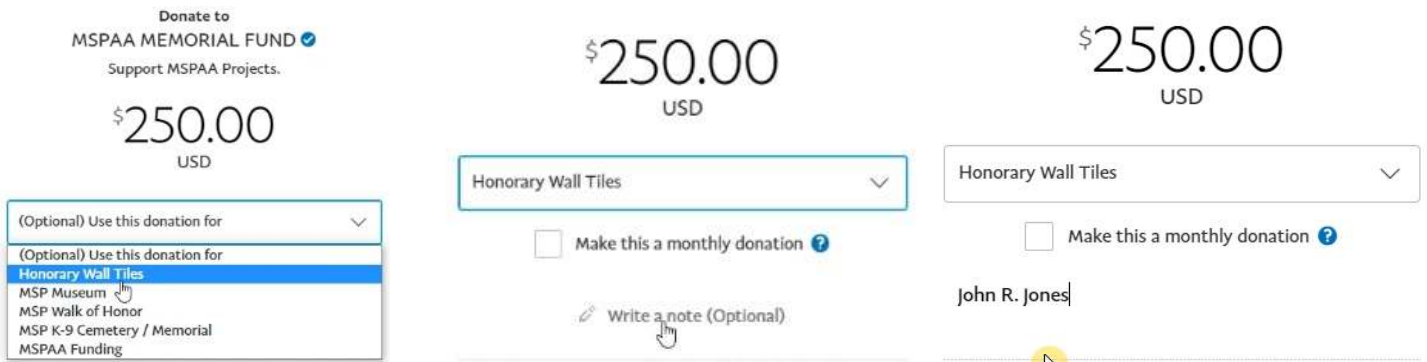 Donate to
MSPAA MEMORIAL FUND
Support MSPAA Projects.
$250.00
USD
(Optional) Use this donation for
(Optional) Use this donation for
Honorary Wall Tiles
MSP Museum
MSP Walk of Honor
MSP K-9 Cemetery / Memorial
MSPAA Funding
$250.00
USD
Honorary Wall Tiles
Make this a monthly donation ?
Write a note (Optional)
$250.00
USD
Honorary Wall Tiles
Make this a monthly donation ?
John R. Jones